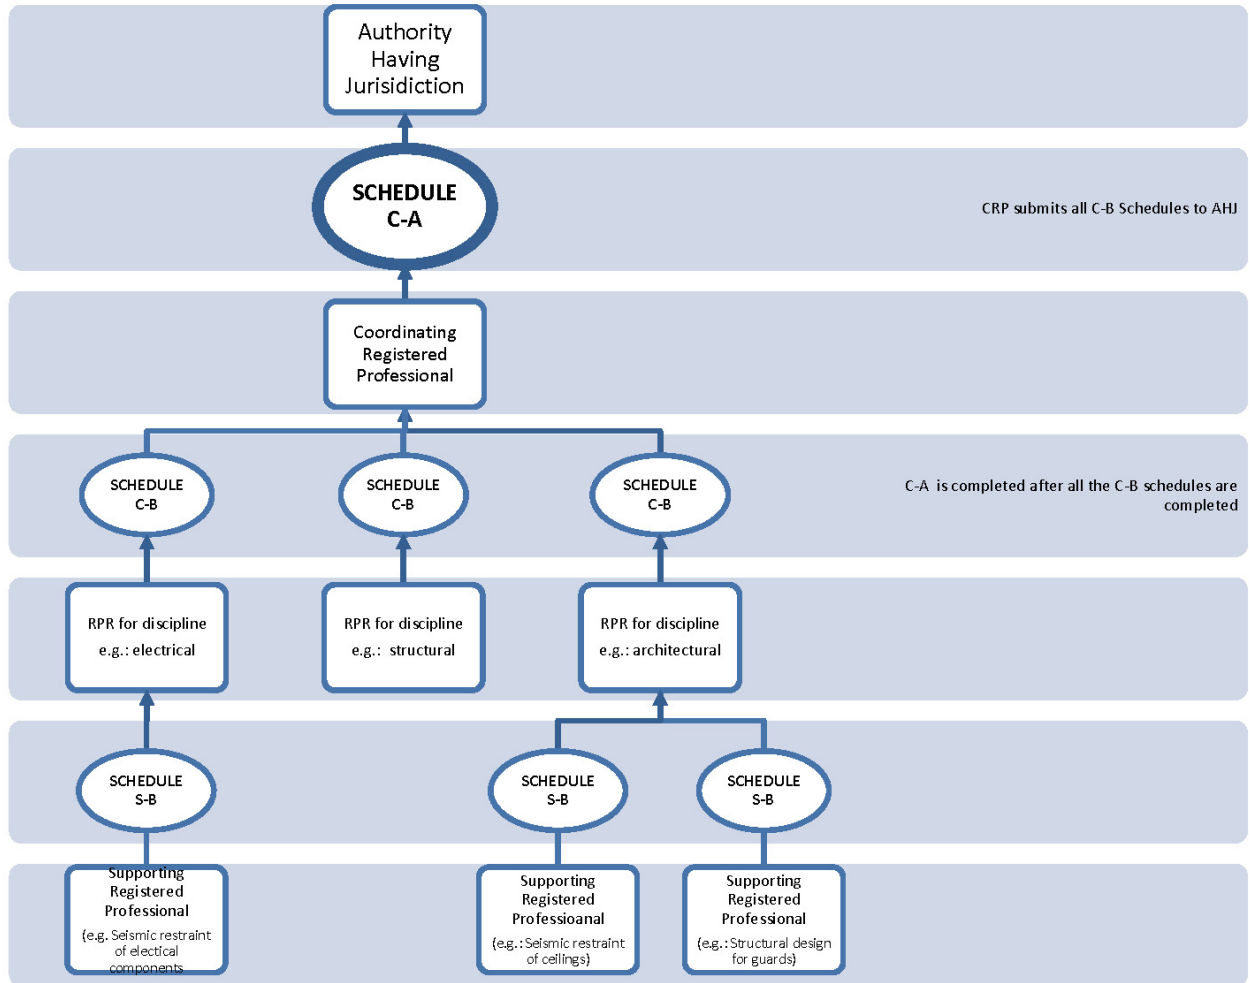 Authority
Having
Jurisidiction
SCHEDULE
C-A
CRP submits all C-B Schedules to AHJ
Coordinating
Registered
Professional
SCHEDULE
C-B
SCHEDULE
C-B
SCHEDULE
C-B
C-A is completed after all the C-B schedules are
completed
RPR for discipline
e.g.: electrical
RPR for discipline
e.g.: structural
RPR for discipline
e.g.: architectural
SCHEDULE
S-B
SCHEDULE
S-B
SCHEDULE
S-B
Supporting
Registered
Professional
(e.g. Seismic restraint
of electical
components
Supporting
Registered
Professioanal
(e.g.: Seismic restraint
of ceilings)
Supporting
Registered
Professional
(e.g.: Structural design
for guards)